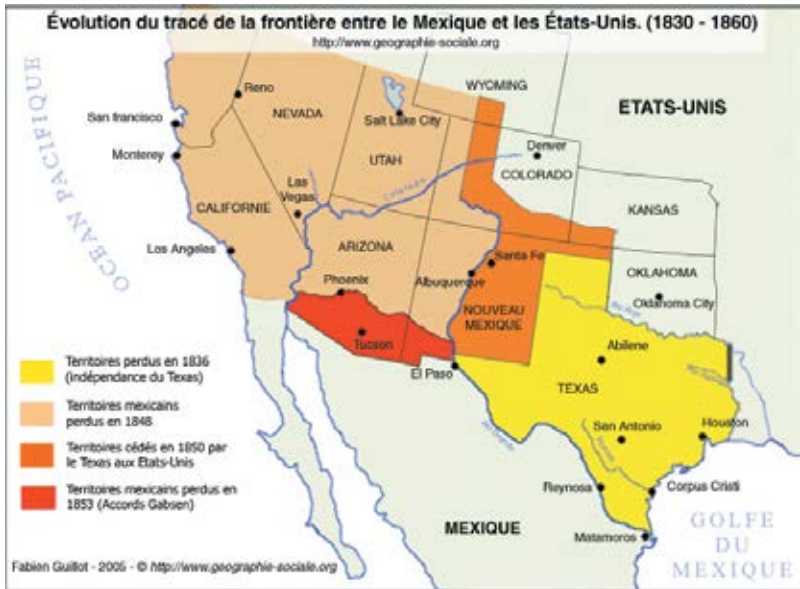 Évolution du tracé de la frontière entre le Mexique et les États-Unis. (1830 - 1860)
http://www.geographie-sociale.org
OCEAN PACIFIQUE
WYOMING
ETATS-UNIS
Reno
NEVADA
San francisco
Salt Lake City
Monterey
UTAH
Denver
COLORADO
Las
Vegas
Colorado
KANSAS
CALIFORNIE
Los Angeles
ARIZONA
Santa Fe
OKLAHOMA
Phoenix
Albuquerque
Oklahoma City
NOUVEAU
MEXIQUE
Tucson
Abilene
El Paso
TEXAS
San Antonio
Houston
Rio Grande
Reynosa
Corpus Cristi
MEXIQUE
Matamoros
GOLFE
DU
MEXIQUE
Territoires perdus en 1836
(indépendance du Texas)
Territoires mexicains
perdus en 1848
Territoires cédés en 1850 par
le Texas aux Etats-Unis
Territoires mexicains perdus en
1853 (Accords Gabsen)
Fabien Guillot - 2005 - © http://www.geographie-sociale.org